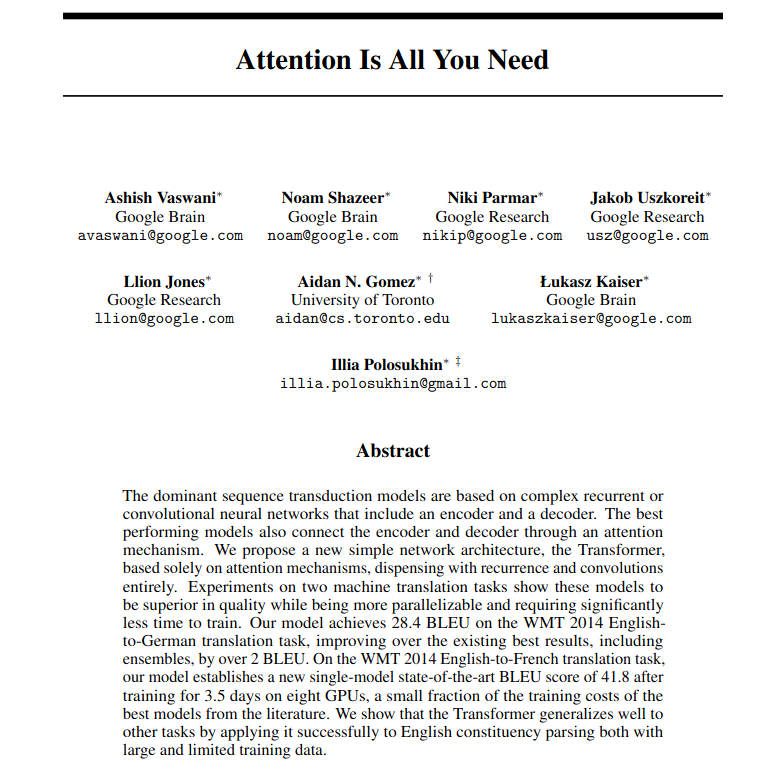 Attention Is All You Need
Ashish Vaswani* Noam Shazeer* Niki Parmar* Jakob Uszkoreit*
Google Brain Google Brain Google Research Google Research
avaswani@google.com noam@google.com nikip@google.com usz@google.com
Llion Jones* Aidan N. Gomez* † Łukasz Kaiser*
Google Research University of Toronto Google Brain
llion@google.com aidan@cs.toronto.edu lukaszkaiser@google.com
Illia Polosukhin* ‡
illia.polosukhin@gmail.com
Abstract
The dominant sequence transduction models are based on complex recurrent or
convolutional neural networks that include an encoder and a decoder. The best
performing models also connect the encoder and decoder through an attention
mechanism. We propose a new simple network architecture, the Transformer,
based solely on attention mechanisms, dispensing with recurrence and convolutions
entirely. Experiments on two machine translation tasks show these models to
be superior in quality while being more parallelizable and requiring significantly
less time to train. Our model achieves 28.4 BLEU on the WMT 2014 English-
to-German translation task, improving over the existing best results, including
ensembles, by over 2 BLEU. On the WMT 2014 English-to-French translation task,
our model establishes a new single-model state-of-the-art BLEU score of 41.8 after
training for 3.5 days on eight GPUs, a small fraction of the training costs of the
best models from the literature. We show that the Transformer generalizes well to
other tasks by applying it successfully to English constituency parsing both with
large and limited training data.